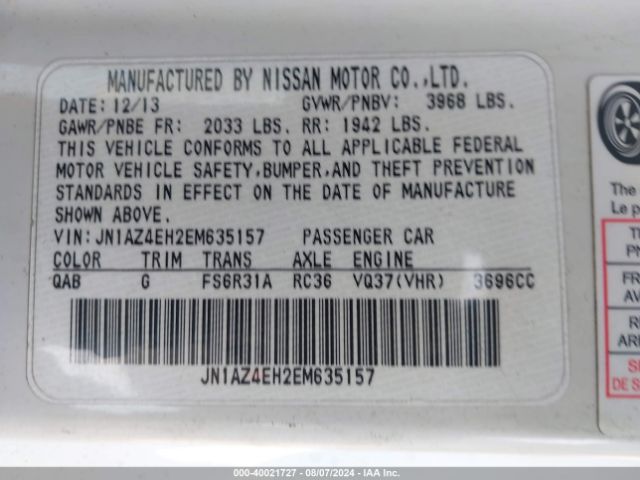 MANUFACTURED BY NISSAN MOTOR CO.,LTD.
DATE: 12/13 GVWR/PNBV: 3968 LBS.
GAWR/PNBE FR: 2033 LBS. RR: 1942 LBS.
THIS VEHICLE CONFORMS TO ALL APPLICABLE FEDERAL
MOTOR VEHICLE SAFETY,BUMPER,AND THEFT PREVENTION
STANDARDS IN EFFECT ON THE DATE OF MANUFACTURE
SHOWN ABOVE.
VIN: JN1AZ4EH2EM635157 PASSENGER CAR
COLOR TRIM TRANS AXLE ENGINE
QAB G FS6R31A RC36 VQ37(VHR) 3696CC
JN1AZ4EH2EM635157
The
Le p
000-40021727 - 08/07/2024 - IAA Inc.